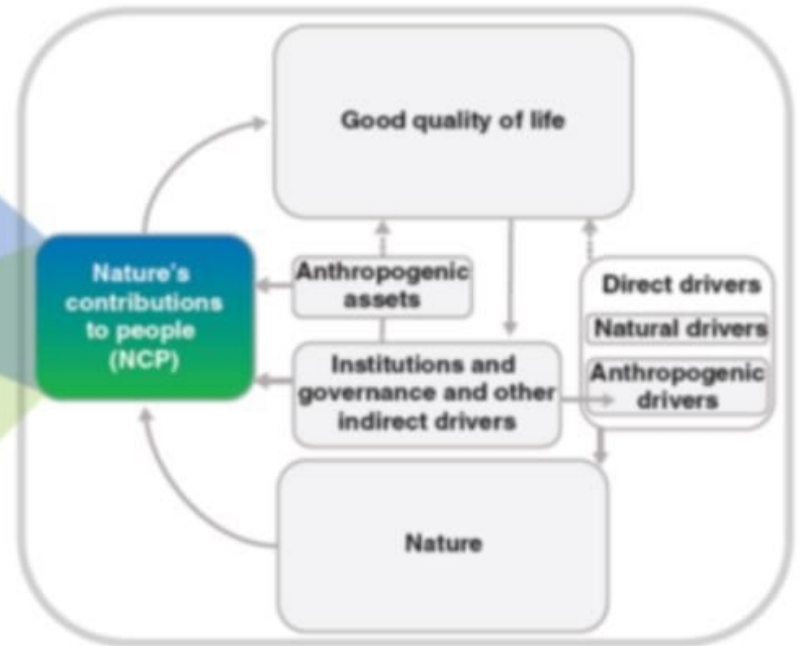 Good quality of life
Nature's
contributions
to people
(NCP)
Anthropogenic
assets
Direct drivers
Natural drivers
Anthropogenic
drivers
Institutions and
governance and other
indirect drivers
Nature